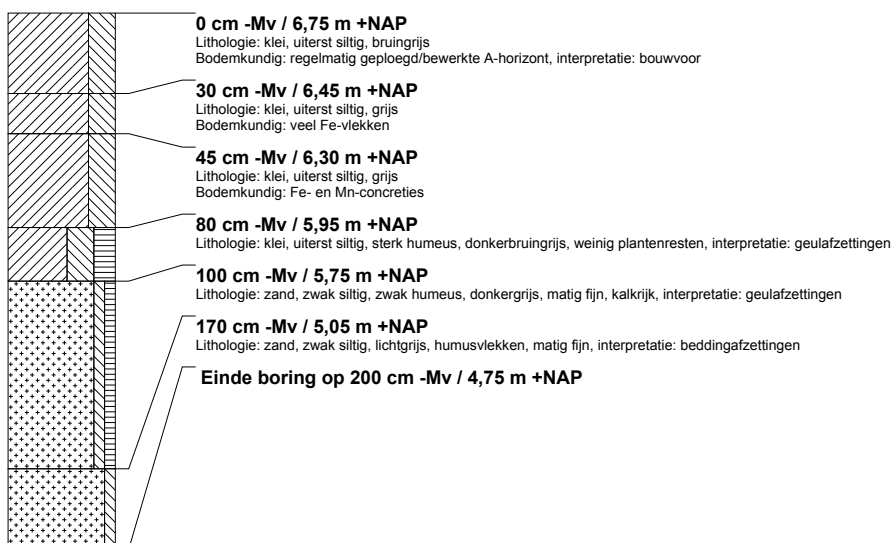 0 cm -Mv / 6,75 m +NAP
Lithologie: klei, uiterst siltig, bruingrijs
Bodemkundig: regelmatig geploegd/bewerkte A-horizont, interpretatie: bouwvoor
30 cm -Mv / 6,45 m +NAP
Lithologie: klei, uiterst siltig, grijs
Bodemkundig: veel Fe-vlekken
45 cm -Mv / 6,30 m +NAP
Lithologie: klei, uiterst siltig, grijs
Bodemkundig: Fe- en Mn-concreties
80 cm -Mv / 5,95 m +NAP
Lithologie: klei, uiterst siltig, sterk humeus, donkerbruingrijs, weinig plantenresten, interpretatie: geulafzettingen
100 cm -Mv / 5,75 m +NAP
Lithologie: zand, zwak siltig, zwak humeus, donkergrijs, matig fijn, kalkrijk, interpretatie: geulafzettingen
170 cm -Mv / 5,05 m +NAP
Lithologie: zand, zwak siltig, lichtgrijs, humusvlekken, matig fijn, interpretatie: beddingafzettingen
Einde boring op 200 cm -Mv / 4,75 m +NAP